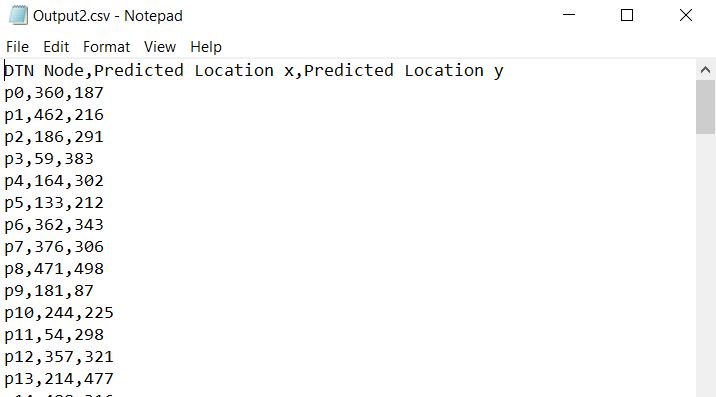 Output2.csv - Notepad
File Edit Format View Help
DTN Node,Predicted Location x,Predicted Location y
p0,360,187
p1,462,216
p2,186,291
p3,59,383
p4,164,302
p5,133,212
p6,362,343
p7,376,306
p8,471,498
p9,181,87
p10,244,225
p11,54,298
p12,357,321
p13,214,477